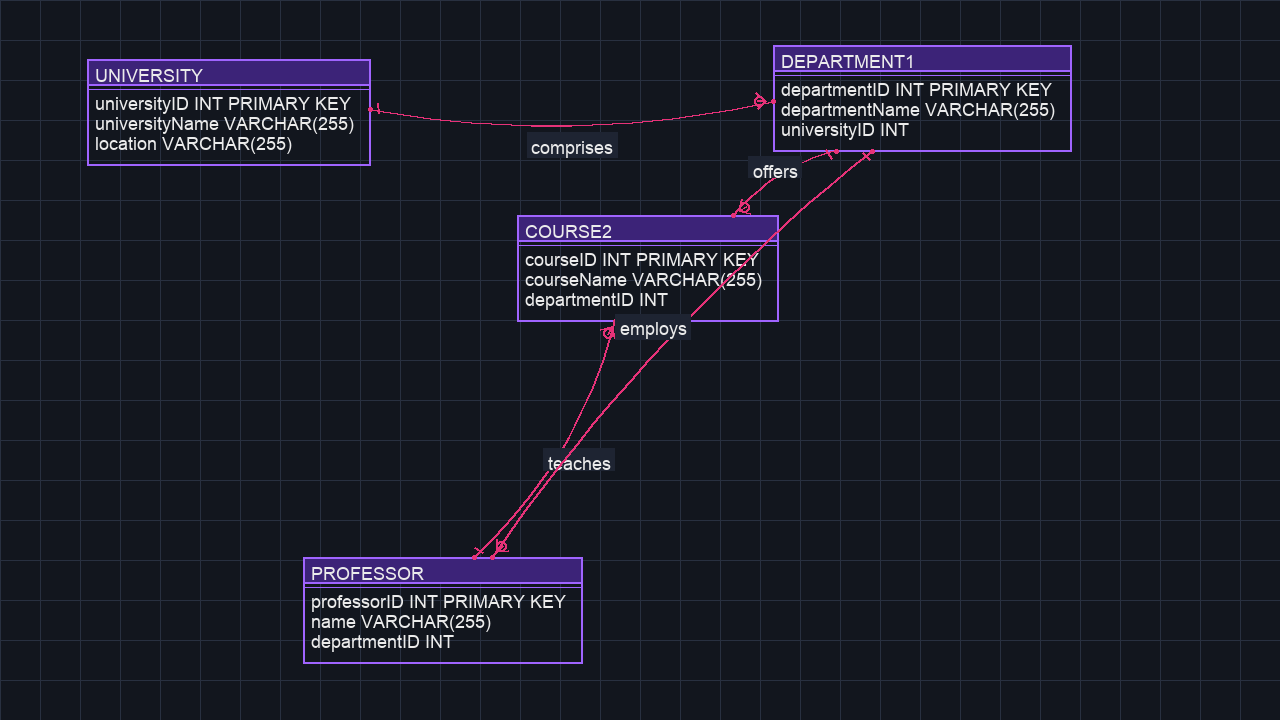 UNIVERSITY
universityID INT PRIMARY KEY
universityName VARCHAR(255)
location VARCHAR(255)
comprises
DEPARTMENT1
departmentID INT PRIMARY KEY
departmentName VARCHAR(255)
universityID INT
offers
COURSE2
courseID INT PRIMARY KEY
courseName VARCHAR(255)
departmentID INT
employs
teaches
PROFESSOR
professorID INT PRIMARY KEY
name VARCHAR(255)
departmentID INT